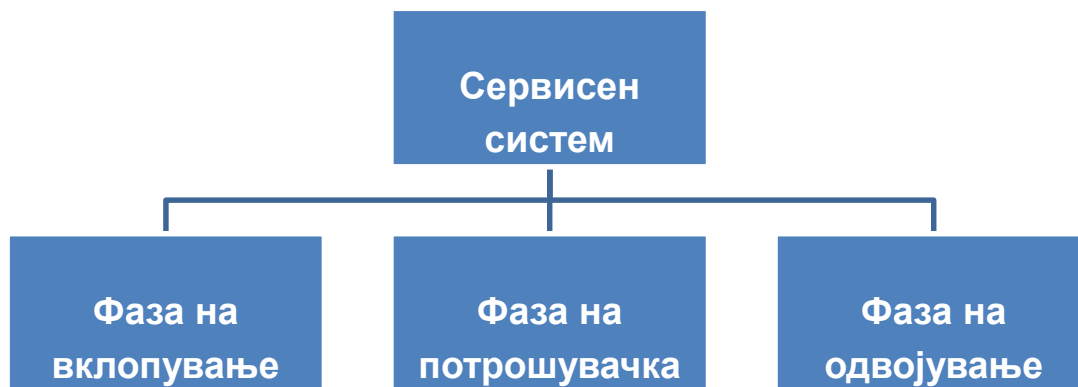 Сервисен
систем
Фаза на
вклопување
Фаза на
потрошувачка
Фаза на
одвојување